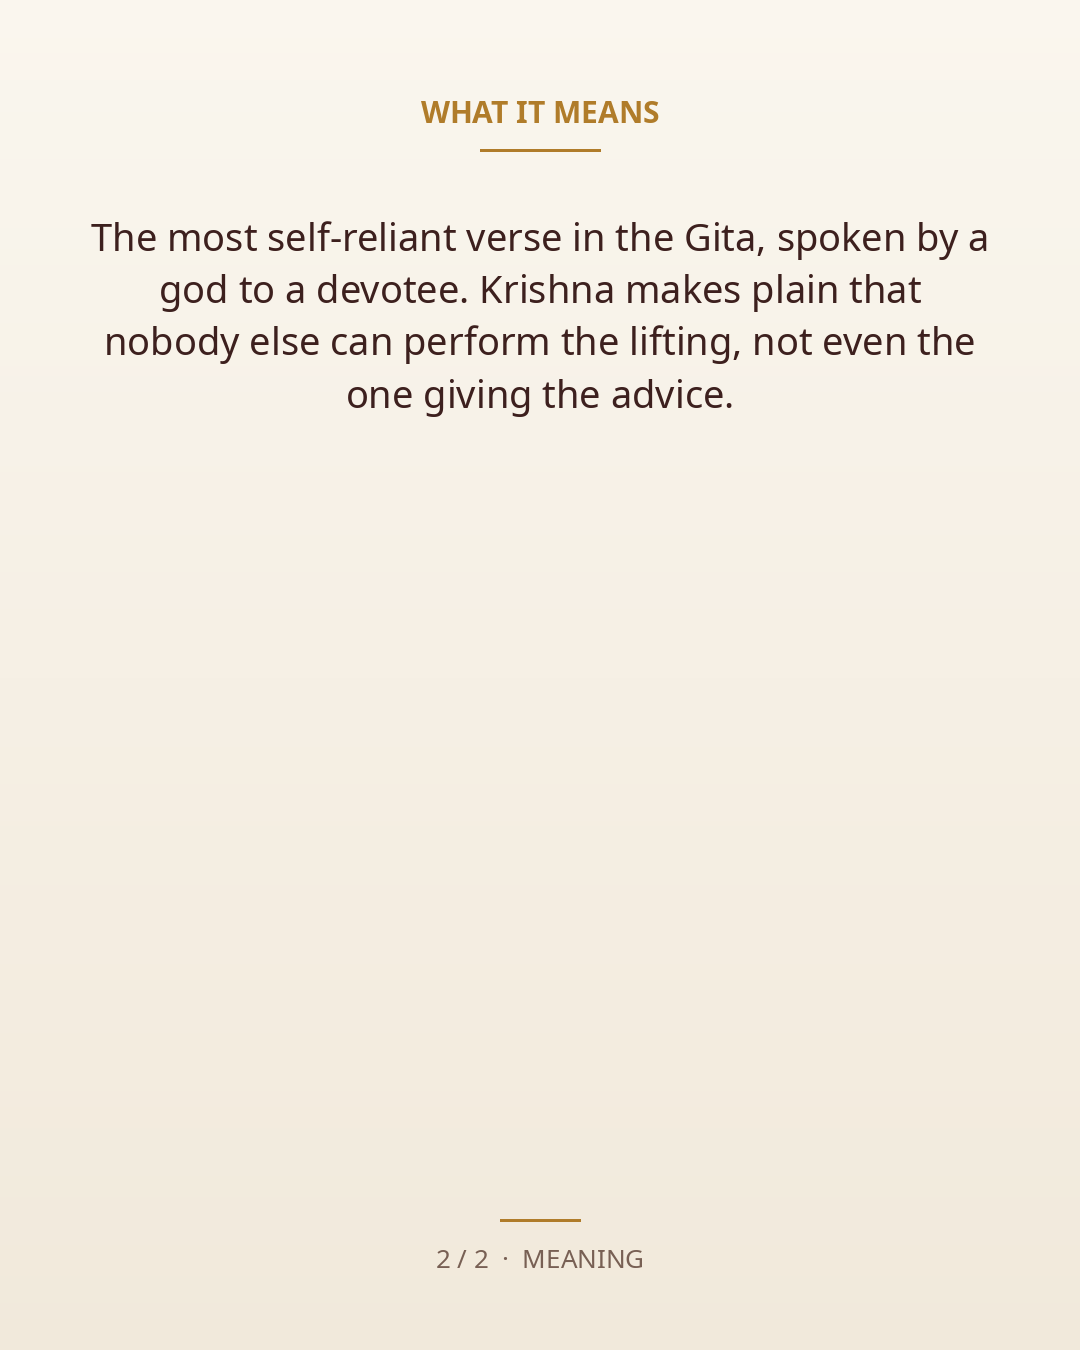 WHAT IT MEANS
The most self-reliant verse in the Gita, spoken by a
god to a devotee. Krishna makes plain that
nobody else can perform the lifting, not even the
one giving the advice.
2 / 2 · MEANING